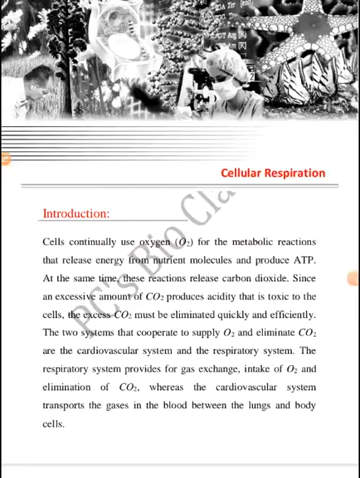 Cellular Respiration
Introduction:
Cells continually use oxygen (O₂) for the metabolic reactions
that release energy from nutrient molecules and produce ATP.
At the same time, these reactions release carbon dioxide. Since
an excessive amount of CO₂ produces acidity that is toxic to the
cells, the excess CO₂ must be eliminated quickly and efficiently.
The two systems that cooperate to supply O₂ and eliminate CO₂
are the cardiovascular system and the respiratory system. The
respiratory system provides for gas exchange, intake of O₂ and
elimination of CO₂, whereas the cardiovascular system
transports the gases in the blood between the lungs and body
cells.
PC's Bio Cla